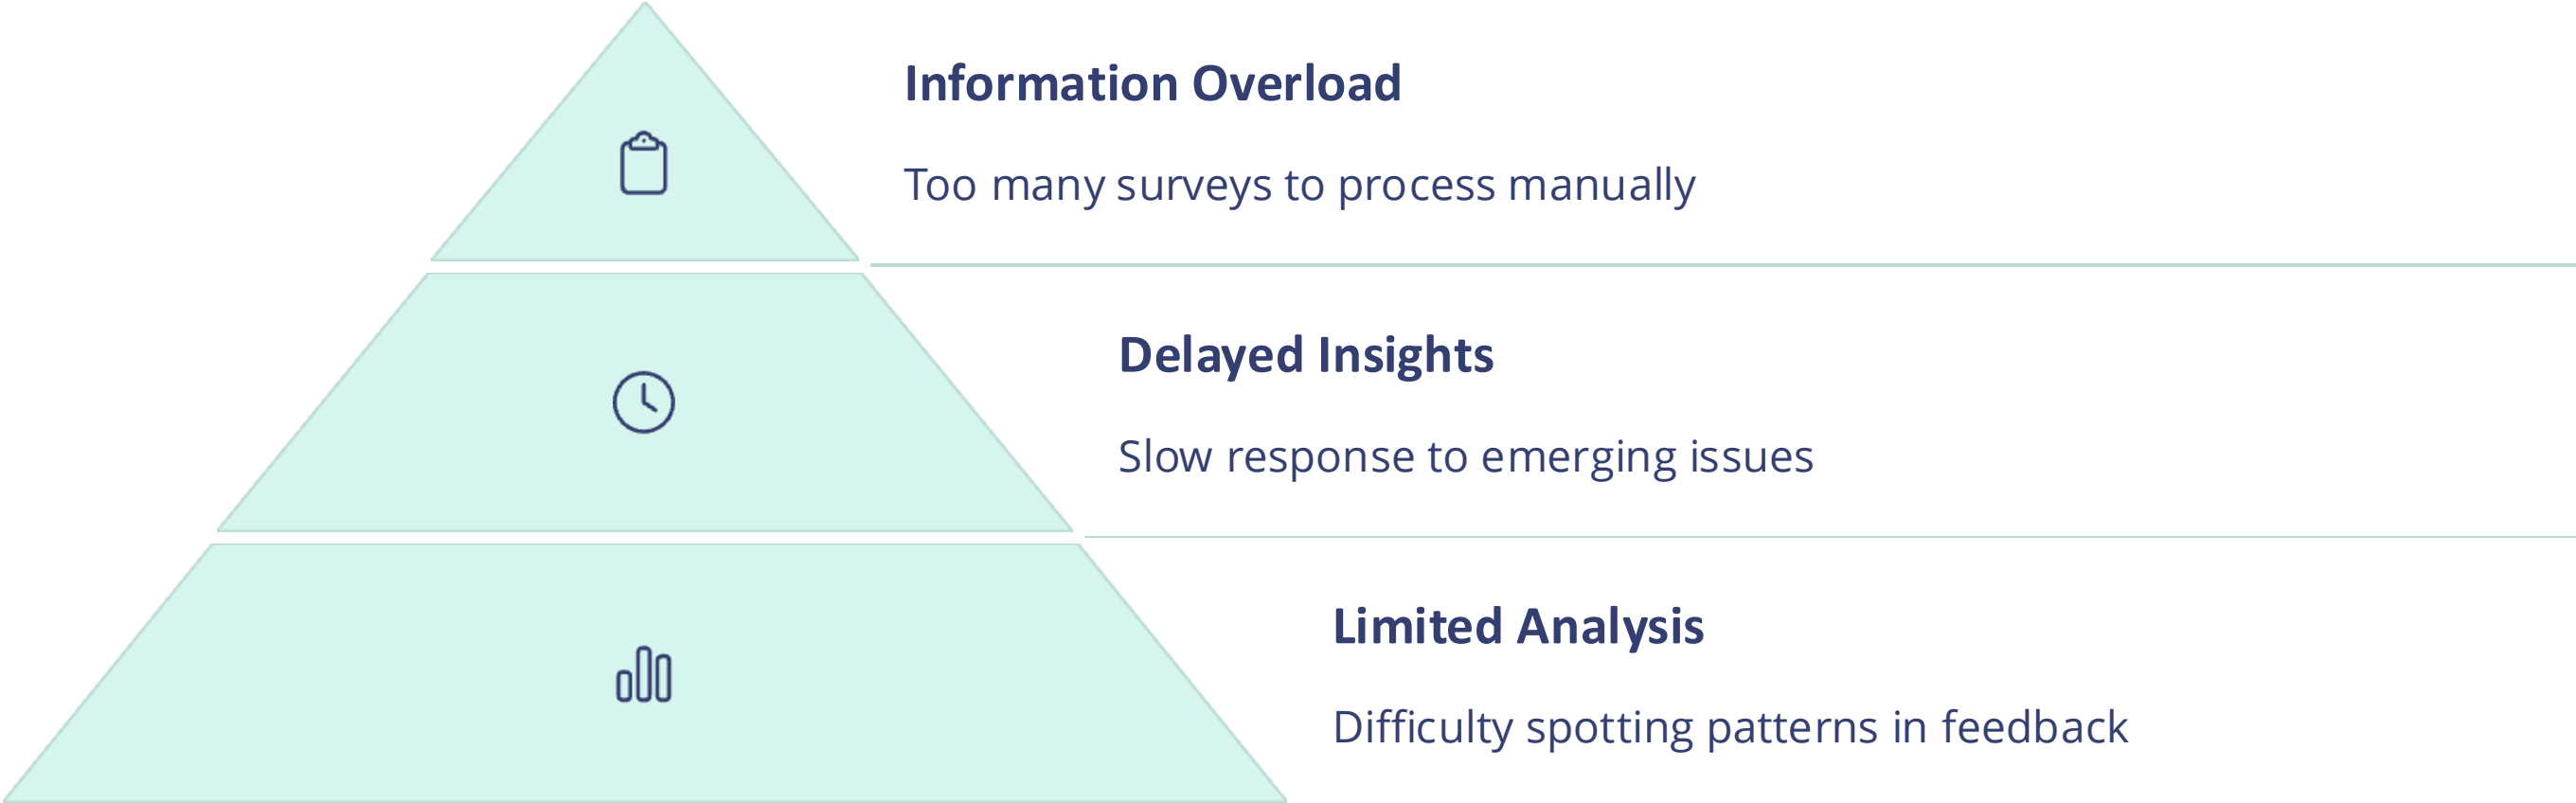 Information Overload
Too many surveys to process manually
Delayed Insights
Slow response to emerging issues
Limited Analysis
Difficulty spotting patterns in feedback